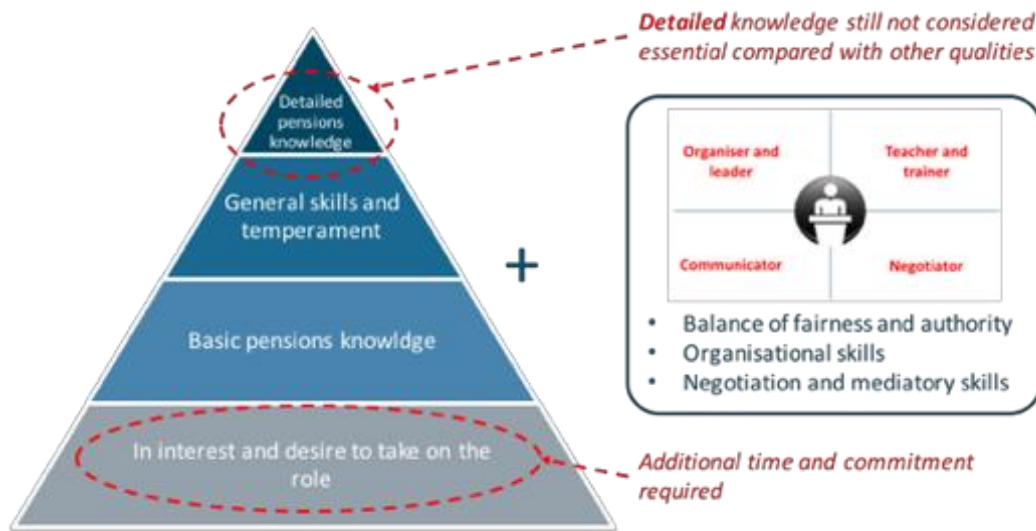 Detailed knowledge still not considered
essential compared with other qualities
Detailed
pensions
knowledge
General skills and
temperament
Basic pensions knowldge
In interest and desire to take on the
role
+
Organiser and
leader
Teacher and
trainer
Communicator
Negotiator
• Balance of fairness and authority
• Organisational skills
• Negotiation and mediatory skills
Additional time and commitment
required